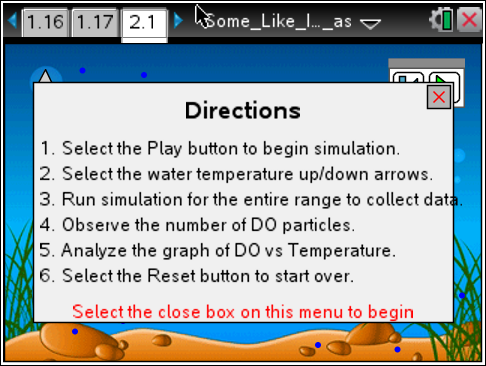 1.16 1.17 2.1 Some_Like_I…_as
Directions
1. Select the Play button to begin simulation.
2. Select the water temperature up/down arrows.
3. Run simulation for the entire range to collect data.
4. Observe the number of DO particles.
5. Analyze the graph of DO vs Temperature.
6. Select the Reset button to start over.
Select the close box on this menu to begin